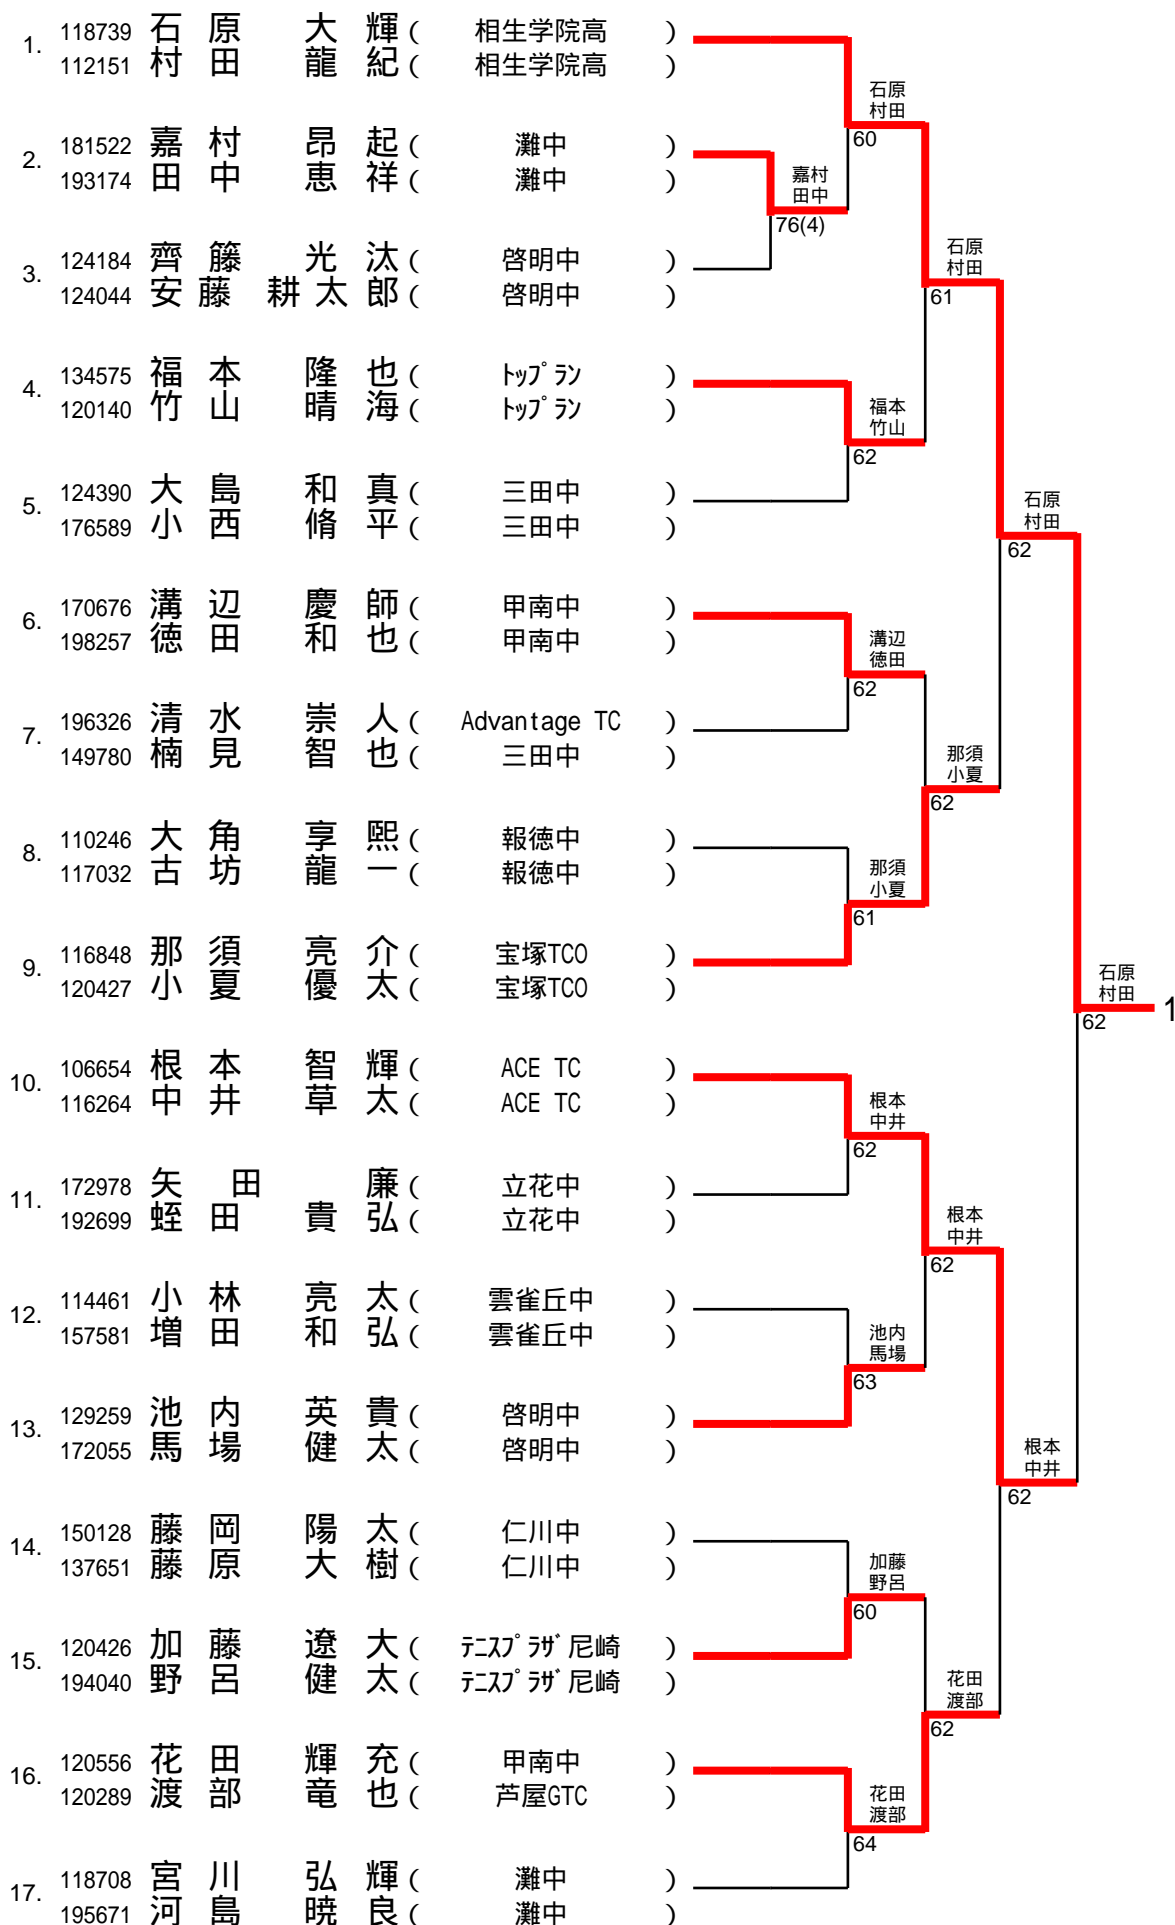 1. 118739 石原 大輝 ( 相生学院高 )
112151 村田 龍紀 ( 相生学院高 )
2. 181522 嘉村 昂起 ( 灘中 )
193174 田中 恵祥 ( 灘中 )
3. 124184 齊籐 光汰 ( 啓明中 )
124044 安藤 耕太郎 ( 啓明中 )
4. 134575 福本 隆也 ( トップラン )
120140 竹山 晴海 ( トップラン )
5. 124390 大島 和真 ( 三田中 )
176589 小西 脩平 ( 三田中 )
6. 170676 溝辺 慶師 ( 甲南中 )
198257 徳田 和也 ( 甲南中 )
7. 196326 清水 崇人 ( Advantage TC )
149780 楠見 智也 ( 三田中 )
8. 110246 大角 享熙 ( 報徳中 )
117032 古坊 龍一 ( 報徳中 )
9. 116848 那須 亮介 ( 宝塚TCO )
120427 小夏 優太 ( 宝塚TCO )
10. 106654 根本 智輝 ( ACE TC )
116264 中井 草太 ( ACE TC )
11. 172978 矢田 廉 ( 立花中 )
192699 蛭田 貴弘 ( 立花中 )
12. 114461 小林 亮太 ( 雲雀丘中 )
157581 増田 和弘 ( 雲雀丘中 )
13. 129259 池内 英貴 ( 啓明中 )
172055 馬場 健太 ( 啓明中 )
14. 150128 藤岡 陽太 ( 仁川中 )
137651 藤原 大樹 ( 仁川中 )
15. 120426 加藤 遼大 ( テニスプラザ尼崎 )
194040 野呂 健太 ( テニスプラザ尼崎 )
16. 120556 花田 輝充 ( 甲南中 )
120289 渡部 竜也 ( 芦屋GTC )
17. 118708 宮川 弘輝 ( 灘中 )
195671 河島 暁良 ( 灘中 )
嘉村
田中
76(4)
石原
村田
60
福本
竹山
62
溝辺
徳田
62
那須
小夏
61
根本
中井
62
池内
馬場
63
加藤
野呂
60
花田
渡部
64
石原
村田
61
那須
小夏
62
根本
中井
62
花田
渡部
62
石原
村田
62
根本
中井
62
石原
村田
62
1